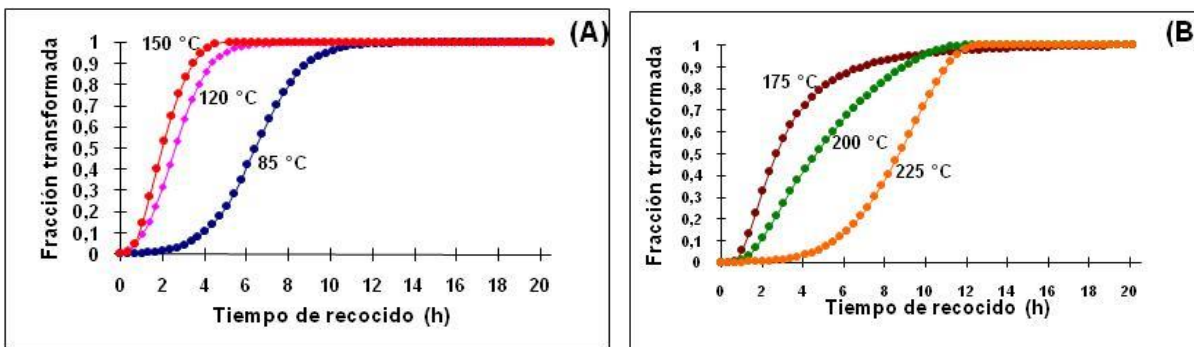 (A)
Fracción transformada
1
0,9
0,8
0,7
0,6
0,5
0,4
0,3
0,2
0,1
0
150 °C
120 °C
85 °C
0 2 4 6 8 10 12 14 16 18 20
Tiempo de recocido (h)
(B)
Fracción transformada
1
0,9
0,8
0,7
0,6
0,5
0,4
0,3
0,2
0,1
0
175 °C
200 °C
225 °C
0 2 4 6 8 10 12 14 16 18 20
Tiempo de recocido (h)